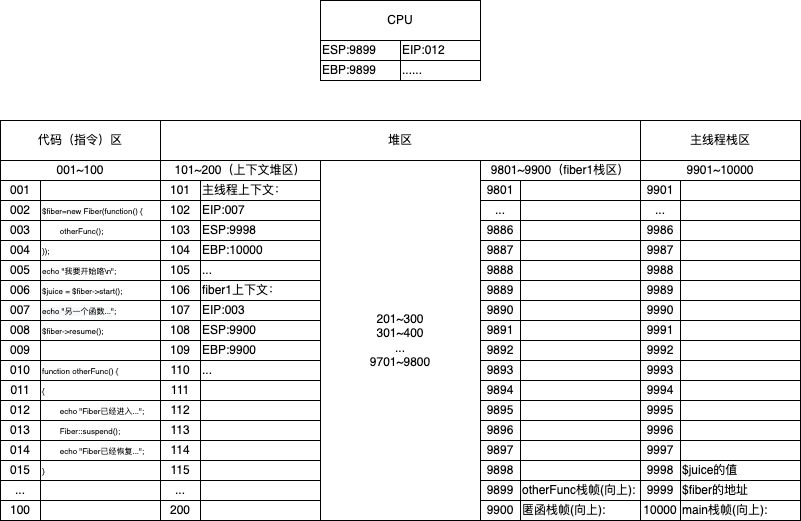 CPU
ESP:9899 EIP:012
EBP:9899 ......
代码（指令）区 堆区 主线程栈区
001~100 101~200（上下文堆区） 9801~9900（fiber1栈区） 9901~10000
001 101 主线程上下文： 9801 9901
002 $fiber=new Fiber(function() { 102 EIP:007 ... ...
003 otherFunc(); 103 ESP:9998 9886 9986
004 }); 104 EBP:10000 9887 9987
005 echo "我要开始咯\n"; 105 ... 9888 9988
006 $juice = $fiber->start(); 106 fiber1上下文： 9889 9989
007 echo "另一个函数..."; 107 EIP:003 9890 9990
008 $fiber->resume(); 108 ESP:9900 9891 9991
009 109 EBP:9900 9892 9992
010 function otherFunc() { 110 ... 9893 9993
011 { 111 9894 9994
012 echo "Fiber已经进入..."; 112 9895 9995
013 Fiber::suspend(); 113 9896 9996
014 echo "Fiber已经恢复..."; 114 9897 9997
015 } 115 9898 9998 $juice的值
... ... 9899 otherFunc栈帧(向上): 9999 $fiber的地址
100 200 9900 匿函栈帧(向上): 10000 main栈帧(向上):
201~300
301~400
...
9701~9800